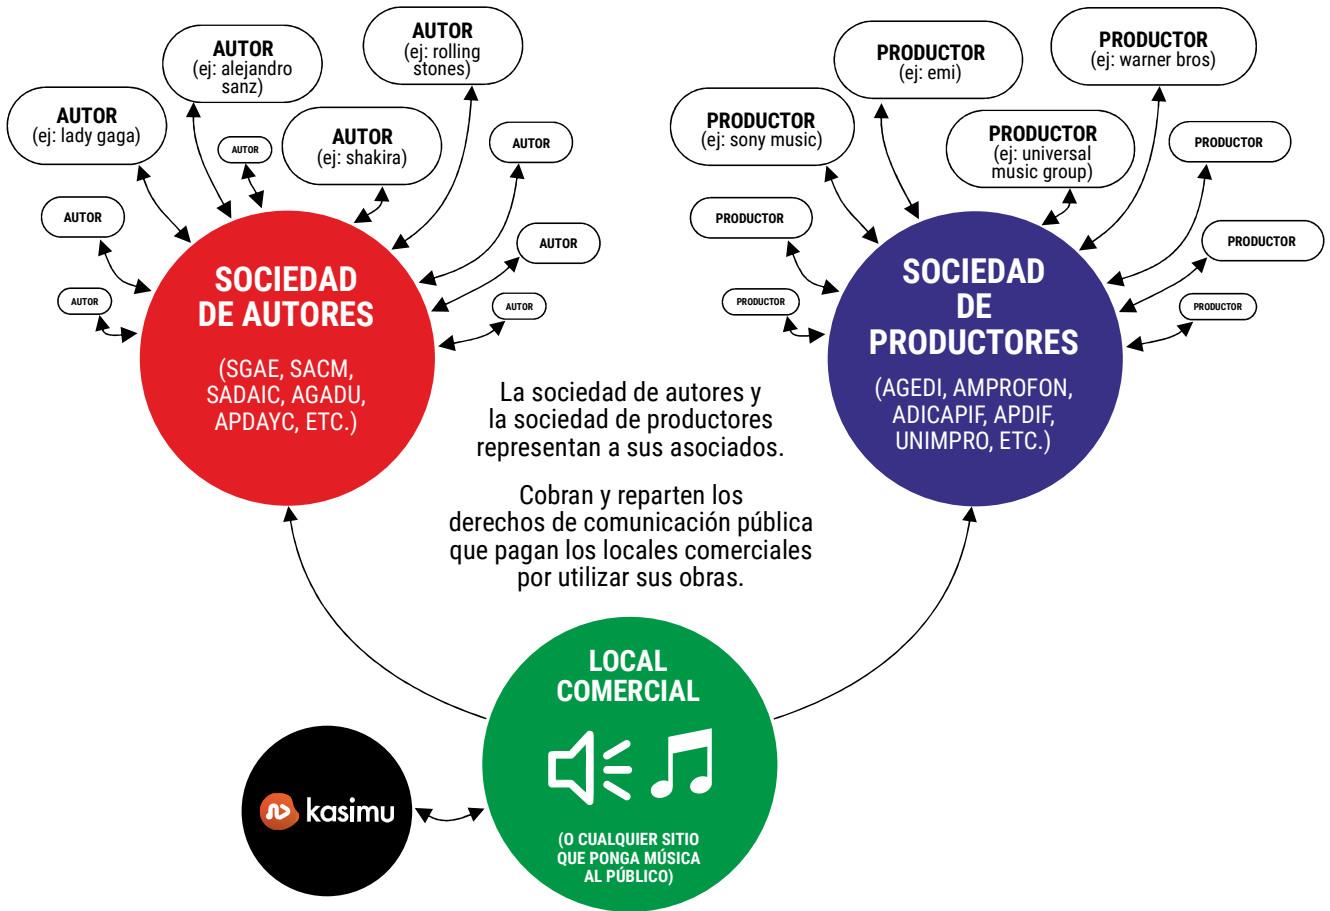 AUTOR
(ej: lady gaga)
AUTOR
(ej: alejandro
sanz)
AUTOR
(ej: rolling
stones)
AUTOR
AUTOR
(ej: shakira)
AUTOR
AUTOR
AUTOR
AUTOR
AUTOR
SOCIEDAD
DE AUTORES
(SGAE, SACM,
SADAIC, AGADU,
APDAYC, ETC.)
PRODUCTOR
(ej: sony music)
PRODUCTOR
(ej: emi)
PRODUCTOR
(ej: warner bros)
PRODUCTOR
(ej: universal
music group)
PRODUCTOR
PRODUCTOR
PRODUCTOR
PRODUCTOR
PRODUCTOR
SOCIEDAD
DE
PRODUCTORES
(AGEDI, AMPROFON,
ADICAPIF, APDIF,
UNIMPRO, ETC.)
La sociedad de autores y
la sociedad de productores
representan a sus asociados.
Cobran y reparten los
derechos de comunicación pública
que pagan los locales comerciales
por utilizar sus obras.
LOCAL
COMERCIAL
(O CUALQUIER SITIO
QUE PONGA MÚSICA
AL PÚBLICO)
kasimu